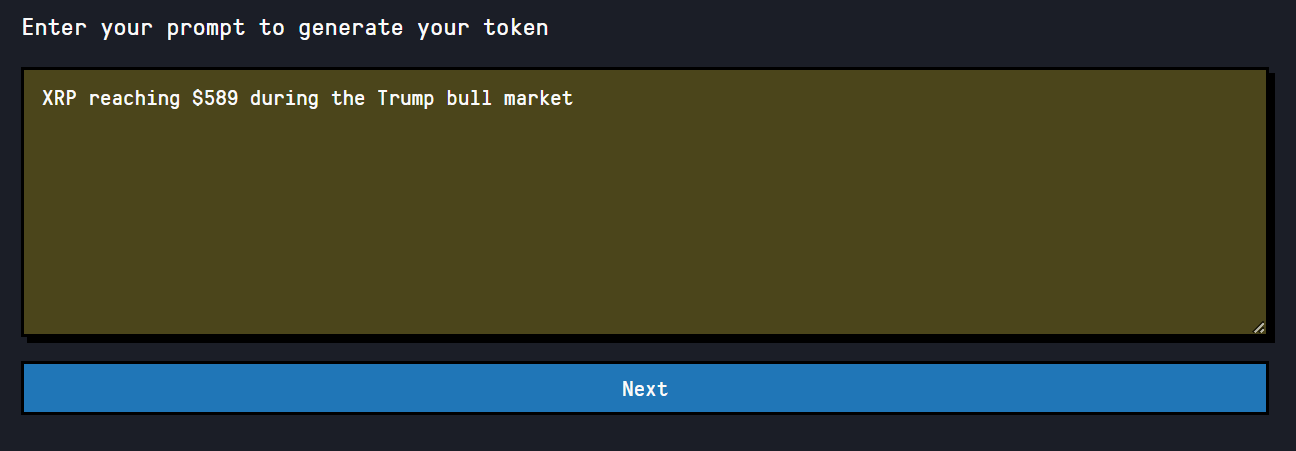 Enter your prompt to generate your token
XRP reaching $589 during the Trump bull market
Next